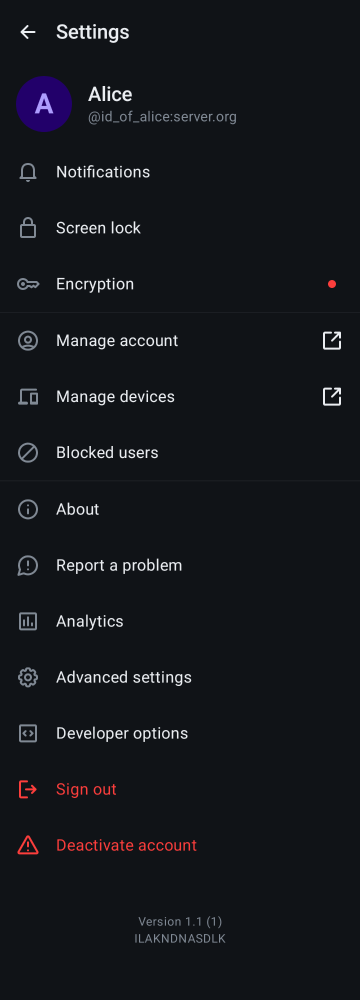 Settings
A
Alice
@id_of_alice:server.org
Notifications
Screen lock
Encryption
Manage account
Manage devices
Blocked users
About
Report a problem
Analytics
Advanced settings
Developer options
Sign out
Deactivate account
Version 1.1 (1)
ILAKNDNASDLK